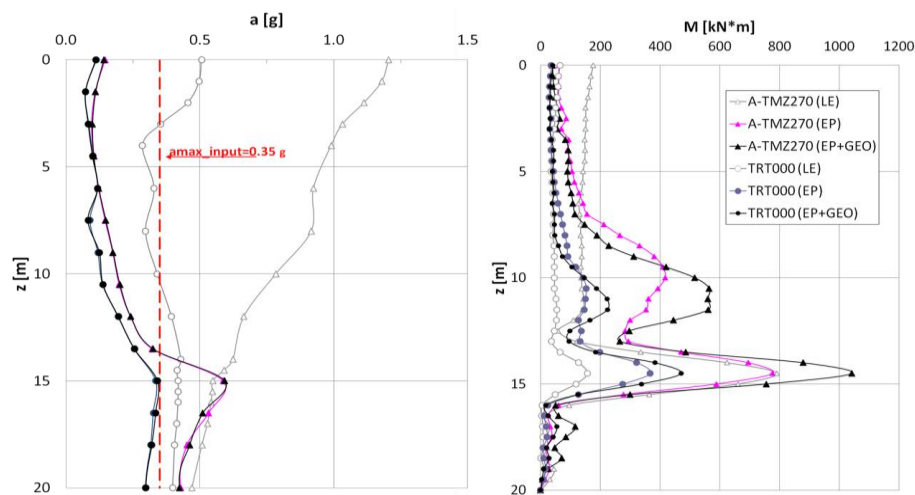 a [g]
0.0
0.5
1.0
1.5
0
5
10
15
20
z [m]
amax_input=0.35 g
M [kN*m]
0
200
400
600
800
1000
1200
0
5
10
15
20
z [m]
A-TMZ270 (LE)
A-TMZ270 (EP)
A-TMZ270 (EP+GEO)
TRT000 (LE)
TRT000 (EP)
TRT000 (EP+GEO)